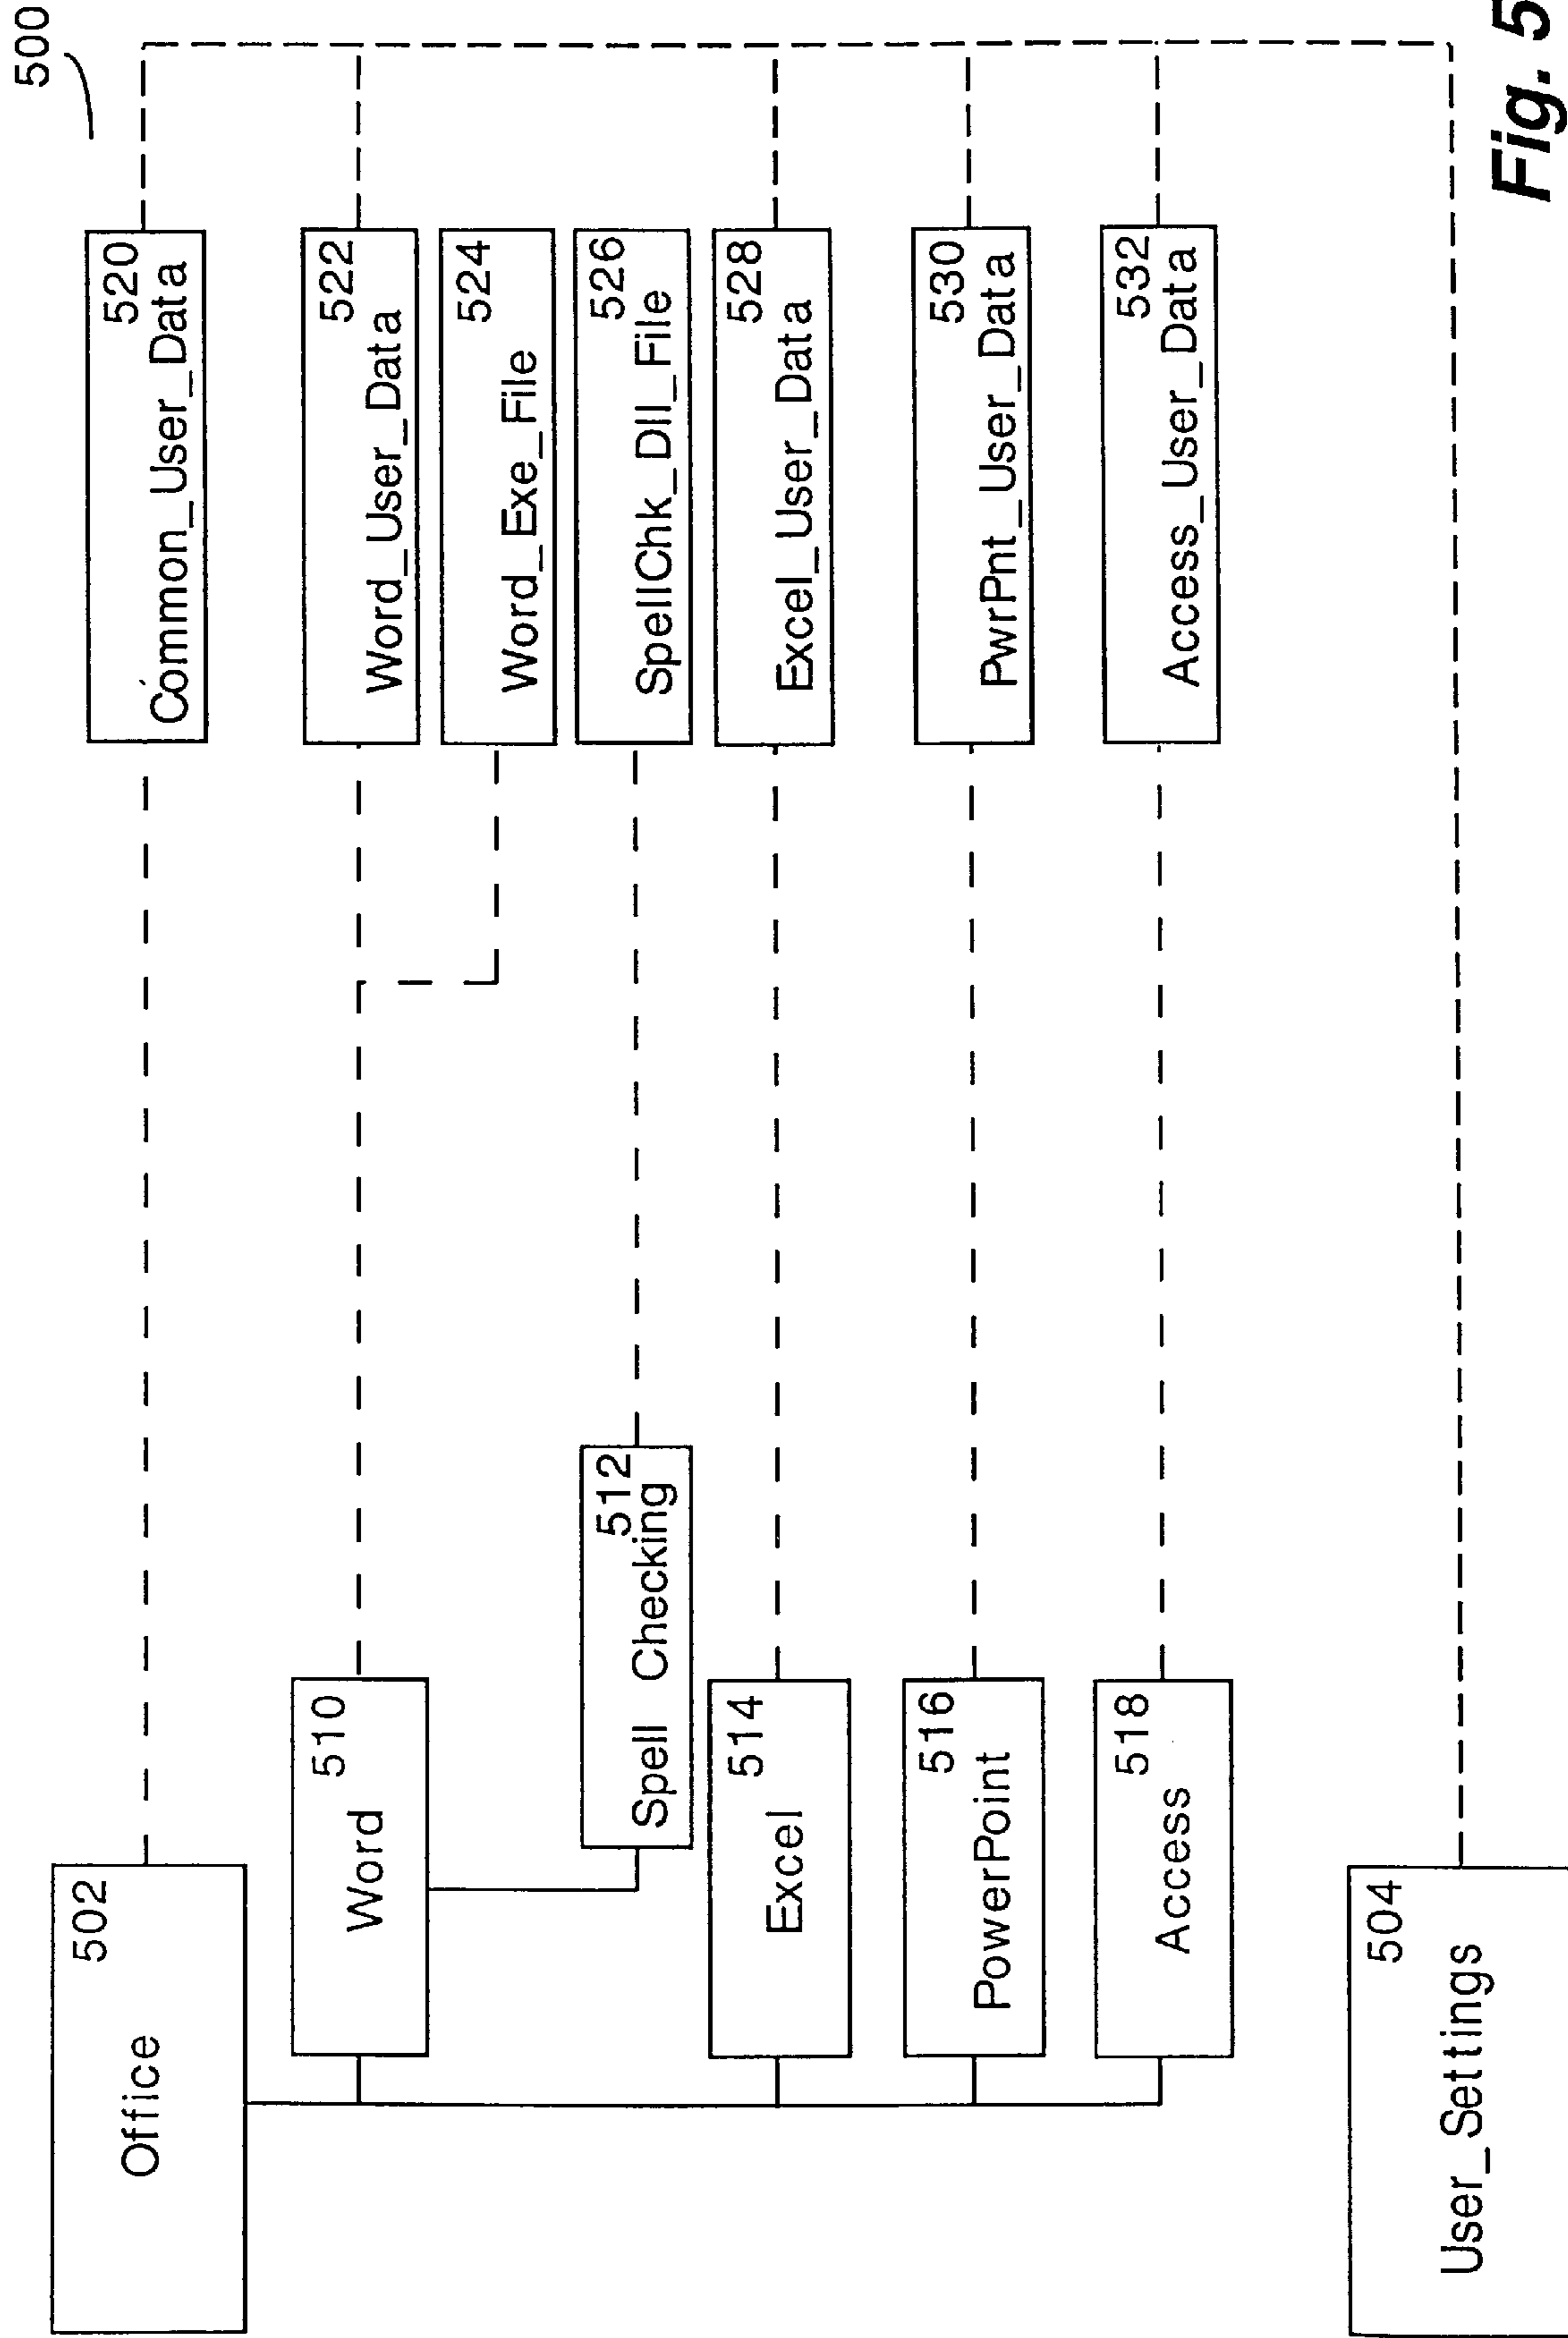 500
502
Office
520
Common_User_Data
510
Word
522
Word_User_Data
524
Word_Exe_File
512
Spell Checking
526
SpellChk_Dll_File
514
Excel
528
Excel_User_Data
516
PowerPoint
530
PwrPnt_User_Data
518
Access
532
Access_User_Data
504
User_Settings
Fig. 5